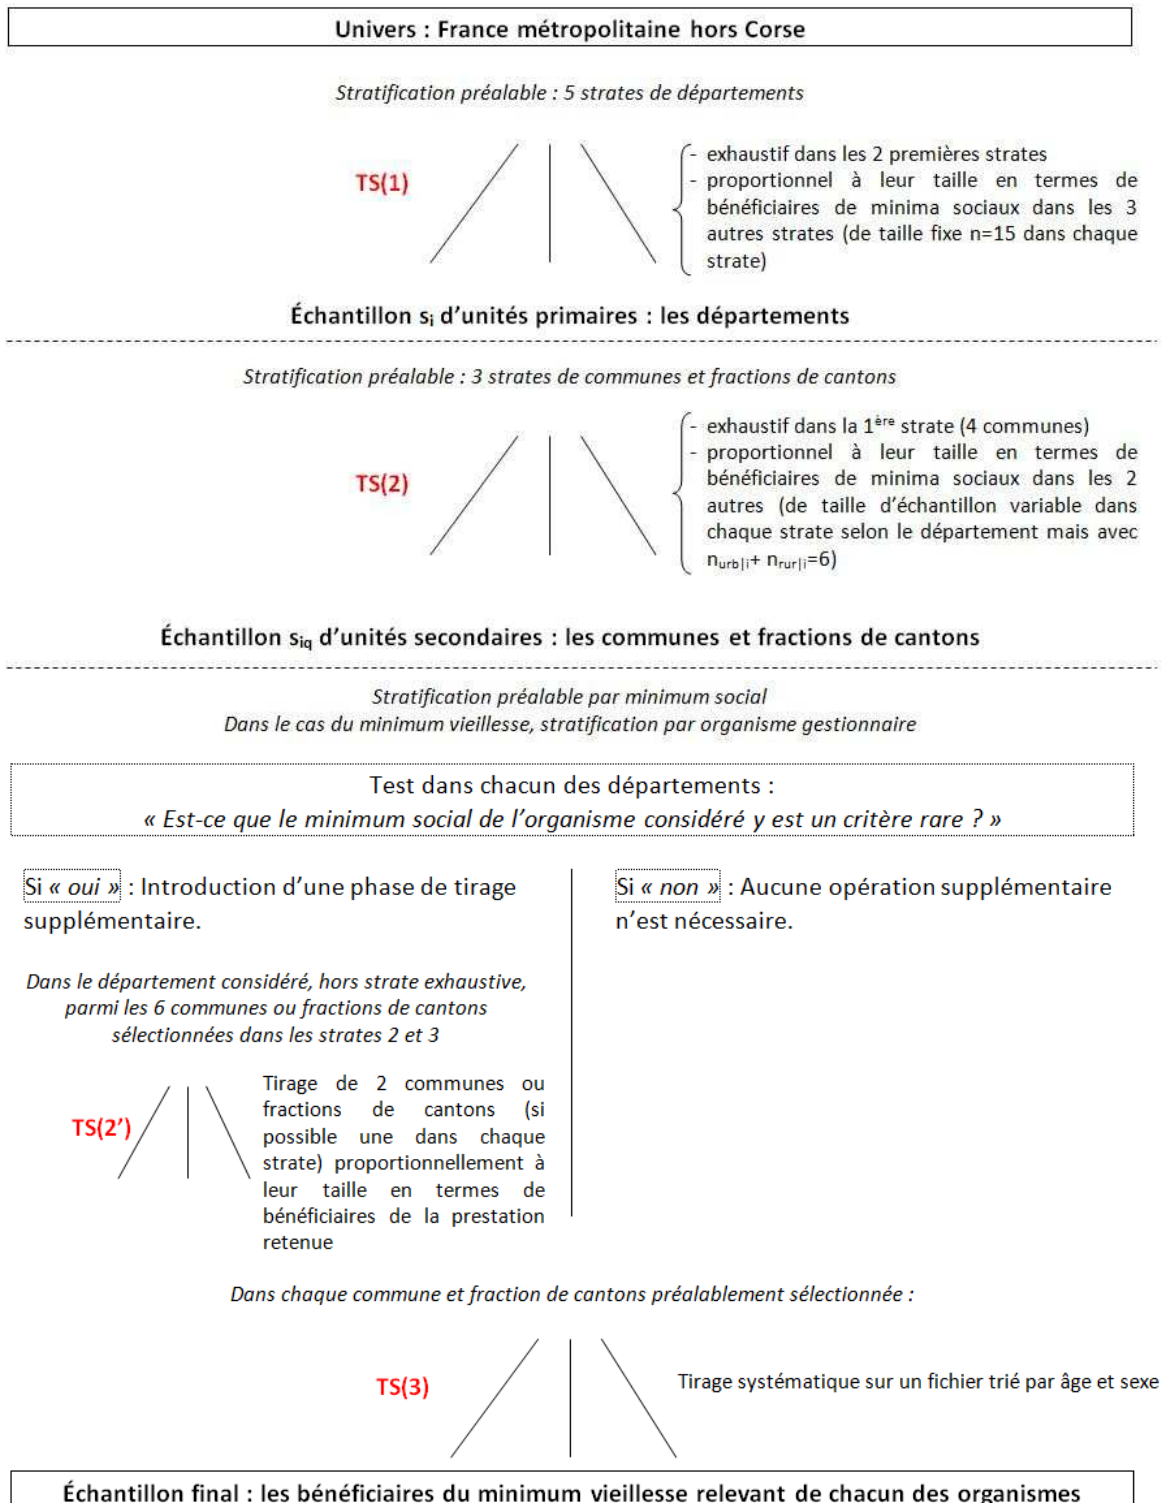 Univers : France métropolitaine hors Corse
Stratification préalable : 5 strates de départements
TS(1)
- exhaustif dans les 2 premières strates
- proportionnel à leur taille en termes de
bénéficiaires de minima sociaux dans les 3
autres strates (de taille fixe n=15 dans chaque
strate)
Échantillon si d'unités primaires : les départements
Stratification préalable : 3 strates de communes et fractions de cantons
TS(2)
- exhaustif dans la 1ère strate (4 communes)
- proportionnel à leur taille en termes de
bénéficiaires de minima sociaux dans les 2
autres (de taille d'échantillon variable dans
chaque strate selon le département mais avec
nurb|i+ nrur|i=6)
Échantillon siq d'unités secondaires : les communes et fractions de cantons
Stratification préalable par minimum social
Dans le cas du minimum vieillesse, stratification par organisme gestionnaire
Test dans chacun des départements :
« Est-ce que le minimum social de l'organisme considéré y est un critère rare ? »
Si « oui » : Introduction d'une phase de tirage
supplémentaire.
Dans le département considéré, hors strate exhaustive,
parmi les 6 communes ou fractions de cantons
sélectionnées dans les strates 2 et 3
TS(2')
Tirage de 2 communes ou
fractions de cantons (si
possible une dans chaque
strate) proportionnellement à
leur taille en termes de
bénéficiaires de la prestation
retenue
Si « non » : Aucune opération supplémentaire
n'est nécessaire.
Dans chaque commune et fraction de cantons préalablement sélectionnée :
TS(3)
Tirage systématique sur un fichier trié par âge et sexe
Échantillon final : les bénéficiaires du minimum vieillesse relevant de chacun des organismes